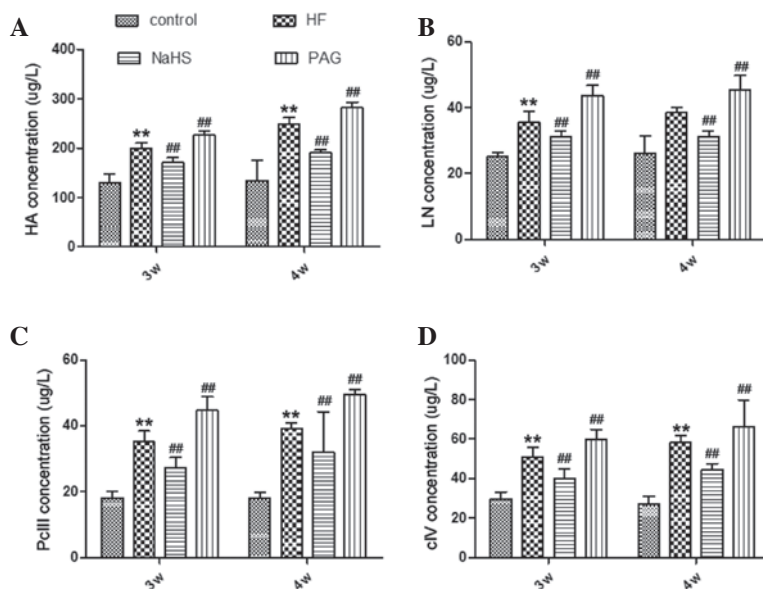 A
control
HF
NaHS
PAG
HA concentration (ug/L)
400
300
200
100
0
**
##
##
**
##
##
3w
4w
B
LN concentration (ug/L)
60
40
20
0
**
##
##
##
##
3w
4w
C
PcIII concentration (ug/L)
60
40
20
0
**
##
##
**
##
##
3w
4w
D
cIV concentration (ug/L)
100
80
60
40
20
0
**
##
##
**
##
##
3w
4w